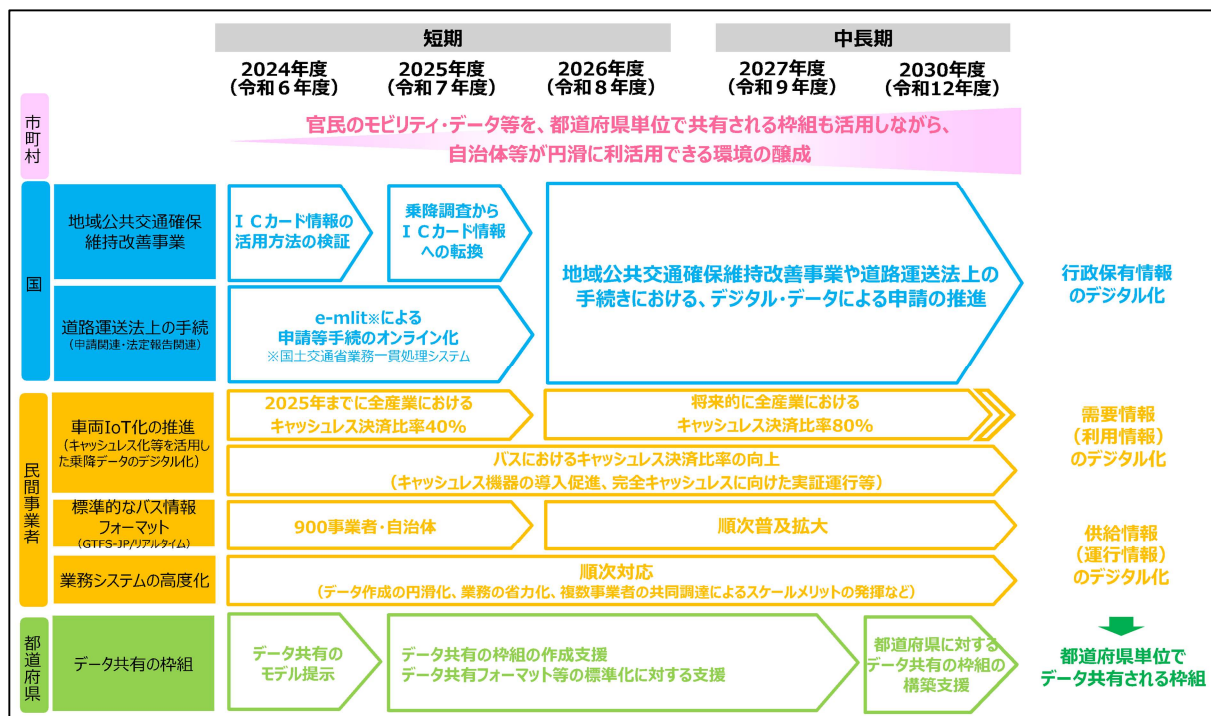 短期
中長期
2024年度
(令和6年度)
2025年度
(令和7年度)
2026年度
(令和8年度)
2027年度
(令和9年度)
2030年度
(令和12年度)
市町村
官民のモビリティ・データ等を、都道府県単位で共有される枠組も活用しながら、
自治体等が円滑に利活用できる環境の醸成
国
地域公共交通確保
維持改善事業
ICカード情報の
活用方法の検証
乗降調査から
ICカード情報
への転換
道路運送法上の手続
(申請関連・法定報告関連)
e-mlit※による
申請等手続のオンライン化
※国土交通省業務一貫処理システム
地域公共交通確保維持改善事業や道路運送法上の
手続きにおける、デジタル・データによる申請の推進
行政保有情報
のデジタル化
民間事業者
車両IoT化の推進
(キャッシュレス化等を活用し
た乗降データのデジタル化)
2025年までに全産業における
キャッシュレス決済比率40%
将来的に全産業における
キャッシュレス決済比率80%
バスにおけるキャッシュレス決済比率の向上
(キャッシュレス機器の導入促進、完全キャッシュレスに向けた実証運行等)
需要情報
(利用情報)
のデジタル化
標準的なバス情報
フォーマット
(GTFS-JP/リアルタイム)
900事業者・自治体
順次普及拡大
業務システムの高度化
順次対応
(データ作成の円滑化、業務の省力化、複数事業者の共同調達によるスケールメリットの発揮など)
供給情報
(運行情報)
のデジタル化
都道府県
データ共有の枠組
データ共有の
モデル提示
データ共有の枠組の作成支援
データ共有フォーマット等の標準化に対する支援
都道府県に対する
データ共有の枠組の
構築支援
都道府県単位で
データ共有される枠組